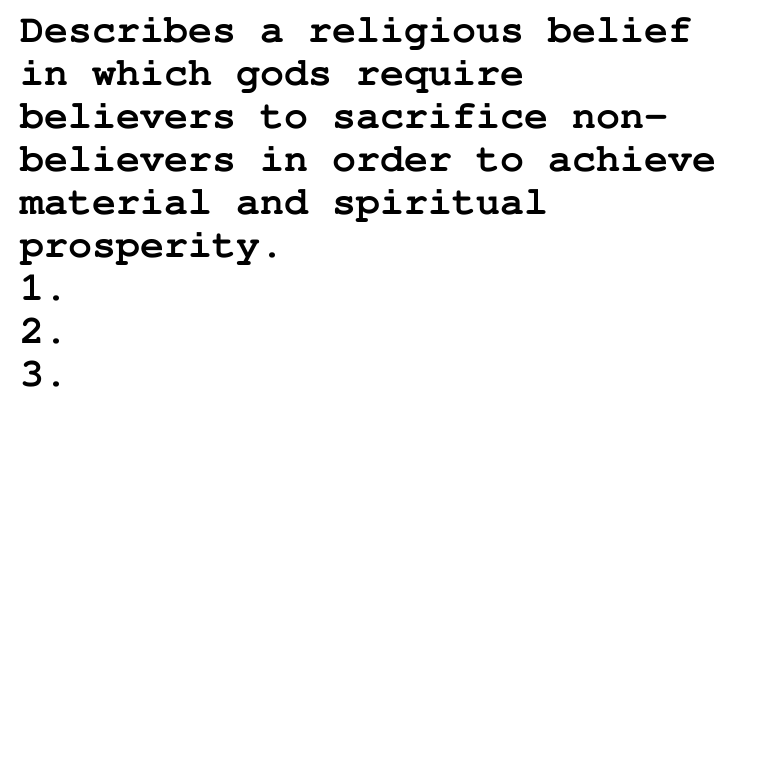 Describes a religious belief
in which gods require
believers to sacrifice non-
believers in order to achieve
material and spiritual
prosperity.
1.
2.
3.